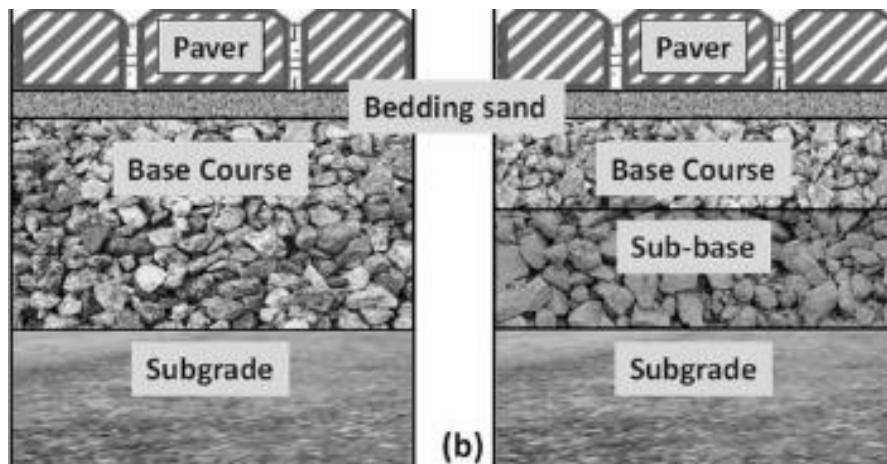 Paver
Paver
Bedding sand
Base Course
Base Course
Sub-base
Subgrade
Subgrade
(b)